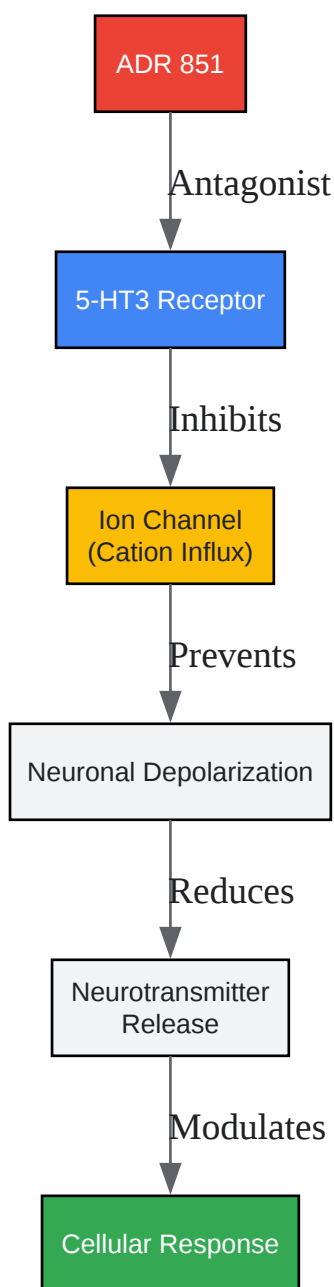 ADR 851
Antagonist
5-HT3 Receptor
Inhibits
Ion Channel
(Cation Influx)
Prevents
Neuronal Depolarization
Reduces
Neurotransmitter
Release
Modulates
Cellular Response